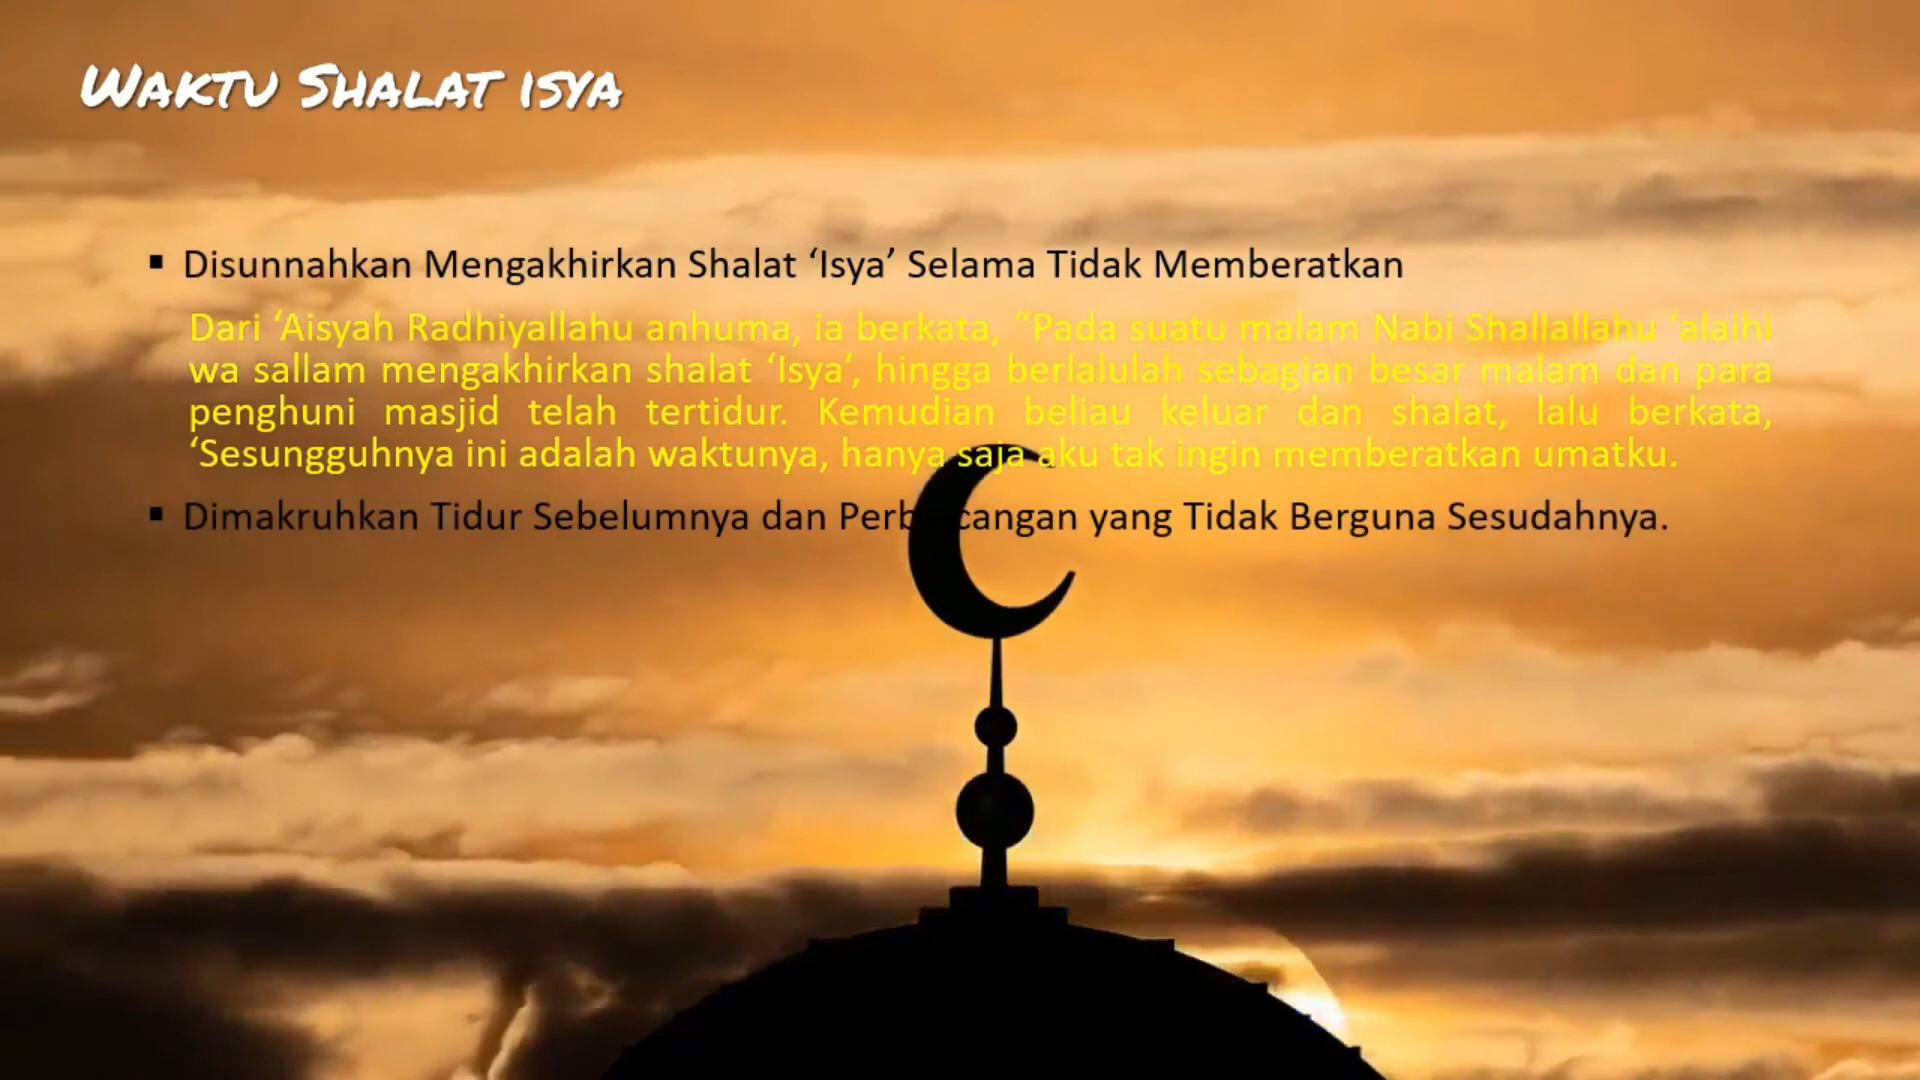 Waktu Shalat isya
▪ Disunnahkan Mengakhirkan Shalat ‘Isya’ Selama Tidak Memberatkan
Dari ‘Aisyah Radhiyallahu anhuma, ia berkata, “Pada suatu malam Nabi Shallallahu ‘alaihi
wa sallam mengakhirkan shalat ‘Isya’, hingga berlalulah sebagian besar malam dan para
penghuni masjid telah tertidur. Kemudian beliau keluar dan shalat, lalu berkata,
‘Sesungguhnya ini adalah waktunya, hanya saja aku tak ingin memberatkan umatku.
▪ Dimakruhkan Tidur Sebelumnya dan Perbincangan yang Tidak Berguna Sesudahnya.